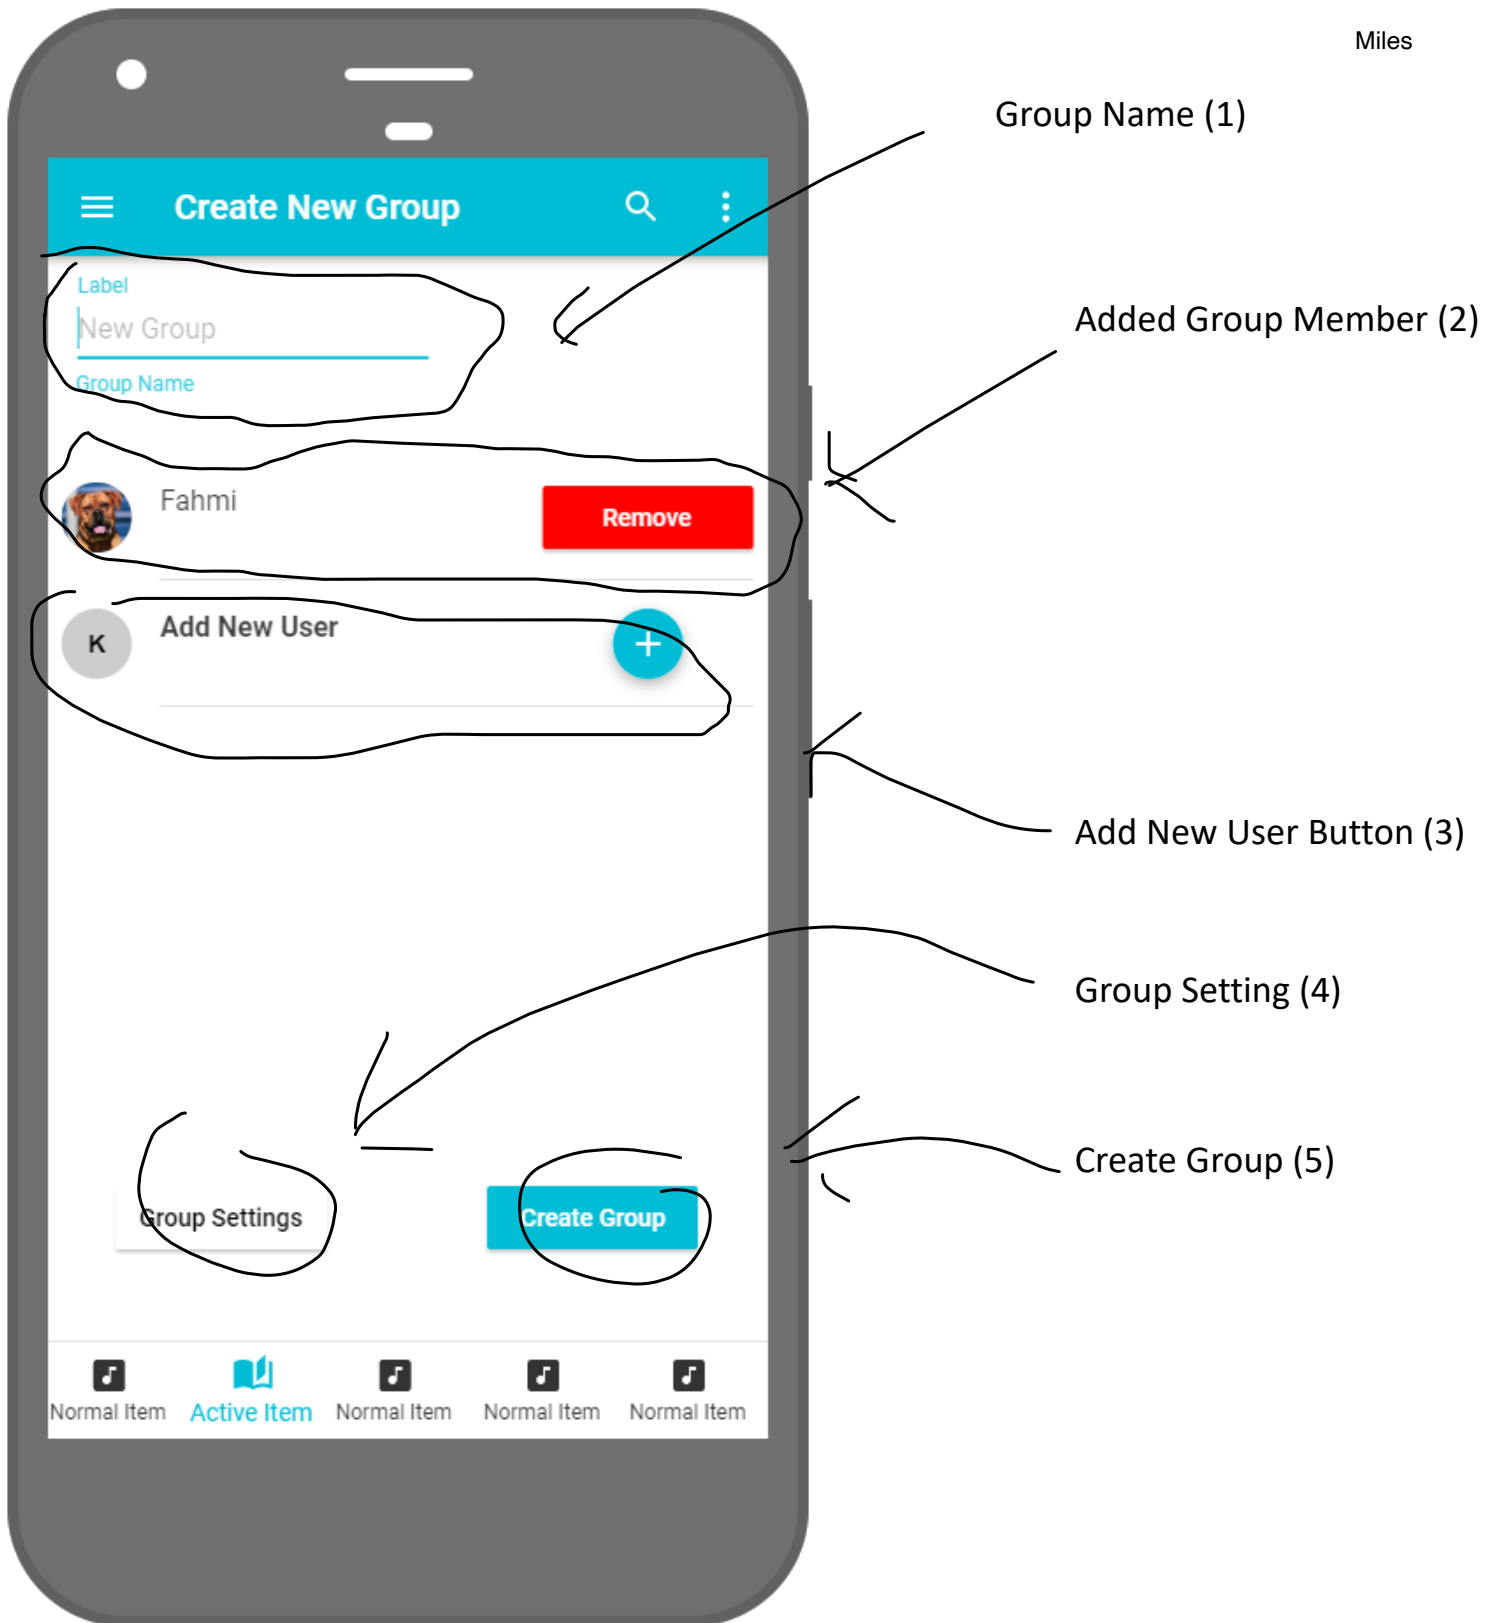 Miles
Group Name (1)
Create New Group
Label
New Group
Group Name
Added Group Member (2)
Fahmi
Remove
K
Add New User
+
Add New User Button (3)
Group Setting (4)
Create Group (5)
Group Settings
Create Group
Normal Item
Active Item
Normal Item
Normal Item
Normal Item